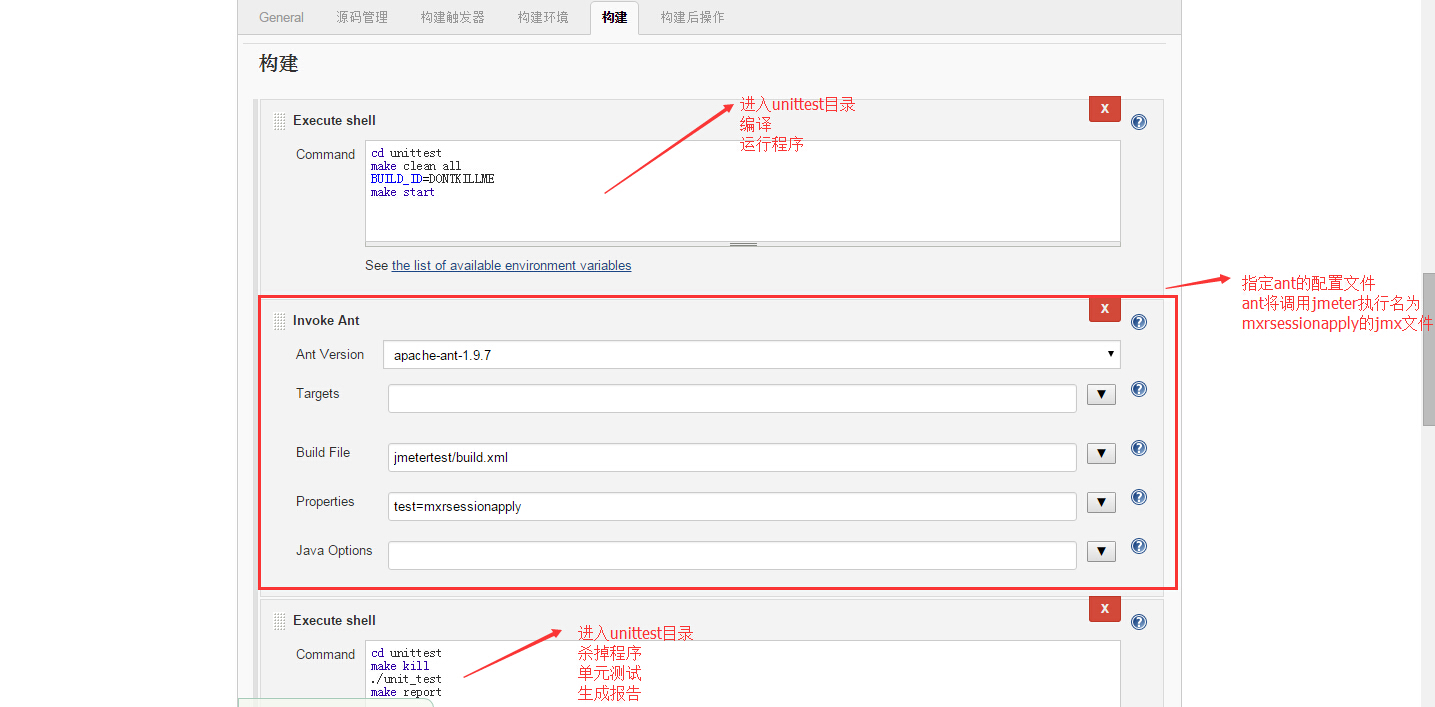 General 源码管理 构建触发器 构建环境 构建 构建后操作
构建
Execute shell
X
进入unittest目录
编译
运行程序
Command
cd unittest
make clean all
BUILD_ID=DONTKILLME
make start
See the list of available environment variables
指定ant的配置文件
ant将调用jmeter执行名为
mxrsessionapply的jmx文件
Invoke Ant
X
Ant Version
apache-ant-1.9.7
Targets
Build File
jmetertest/build.xml
Properties
test=mxrsessionapply
Java Options
Execute shell
X
进入unittest目录
杀掉程序
单元测试
生成报告
Command
cd unittest
make kill
./unit_test
make report